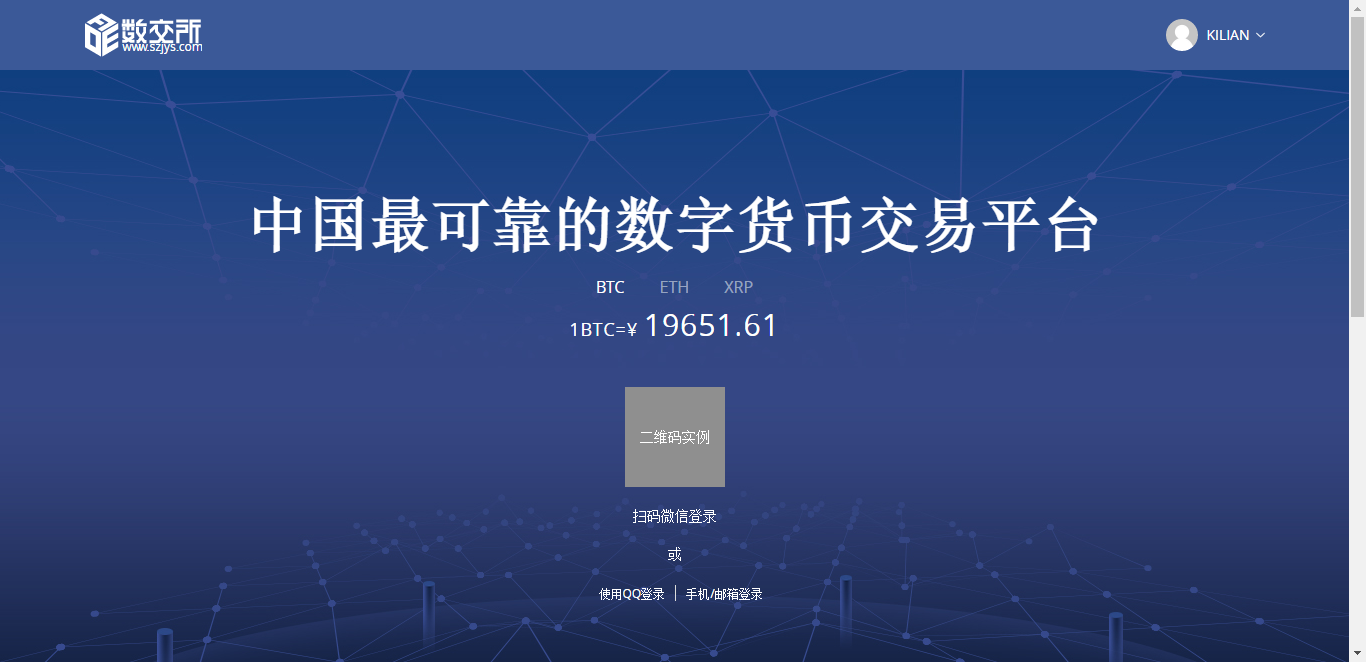 数交所
www.szjys.com
KILIAN
中国最可靠的数字货币交易平台
BTC ETH XRP
1BTC=¥ 19651.61
二维码实例
扫码微信登录
或
使用QQ登录 | 手机/邮箱登录